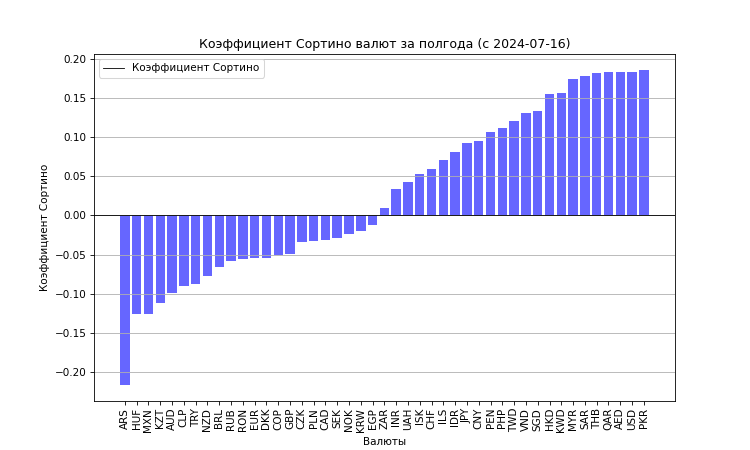 Коэффициент Сортино валют за полгода (с 2024-07-16)
Коэффициент Сортино
0.20
0.15
0.10
0.05
0.00
−0.05
−0.10
−0.15
−0.20
Коэффициент Сортино
ARS HUF MXN KZT AUD CLP TRY NZD BRL RUB RON EUR DKK COP GBP CZK PLN CAD SEK NOK KRW EGP ZAR INR UAH ISK CHF ILS IDR JPY CNY PEN PHP TWD VND SGD HKD KWD MYR SAR THB QAR AED USD PKR
Валюты